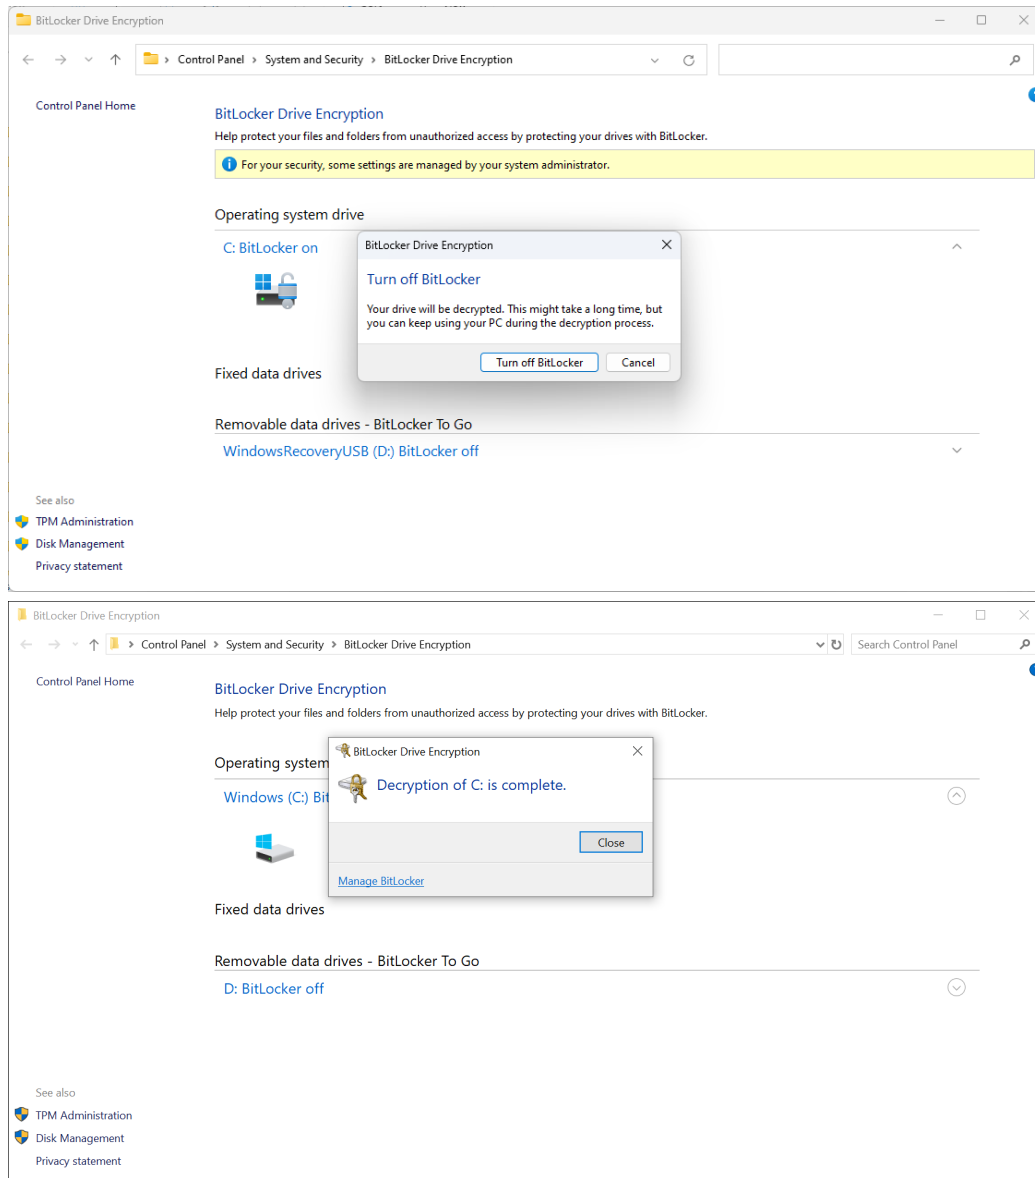 BitLocker Drive Encryption
Control Panel > System and Security > BitLocker Drive Encryption
Control Panel Home
BitLocker Drive Encryption
Help protect your files and folders from unauthorized access by protecting your drives with BitLocker.
For your security, some settings are managed by your system administrator.
Operating system drive
C: BitLocker on
BitLocker Drive Encryption
Turn off BitLocker
Your drive will be decrypted. This might take a long time, but
you can keep using your PC during the decryption process.
Turn off BitLocker
Cancel
Fixed data drives
Removable data drives - BitLocker To Go
WindowsRecoveryUSB (D:) BitLocker off
See also
TPM Administration
Disk Management
Privacy statement
BitLocker Drive Encryption
Control Panel > System and Security > BitLocker Drive Encryption
Search Control Panel
Control Panel Home
BitLocker Drive Encryption
Help protect your files and folders from unauthorized access by protecting your drives with BitLocker.
Operating system
Windows (C:) Bit
BitLocker Drive Encryption
Decryption of C: is complete.
Close
Manage BitLocker
Fixed data drives
Removable data drives - BitLocker To Go
D: BitLocker off
See also
TPM Administration
Disk Management
Privacy statement